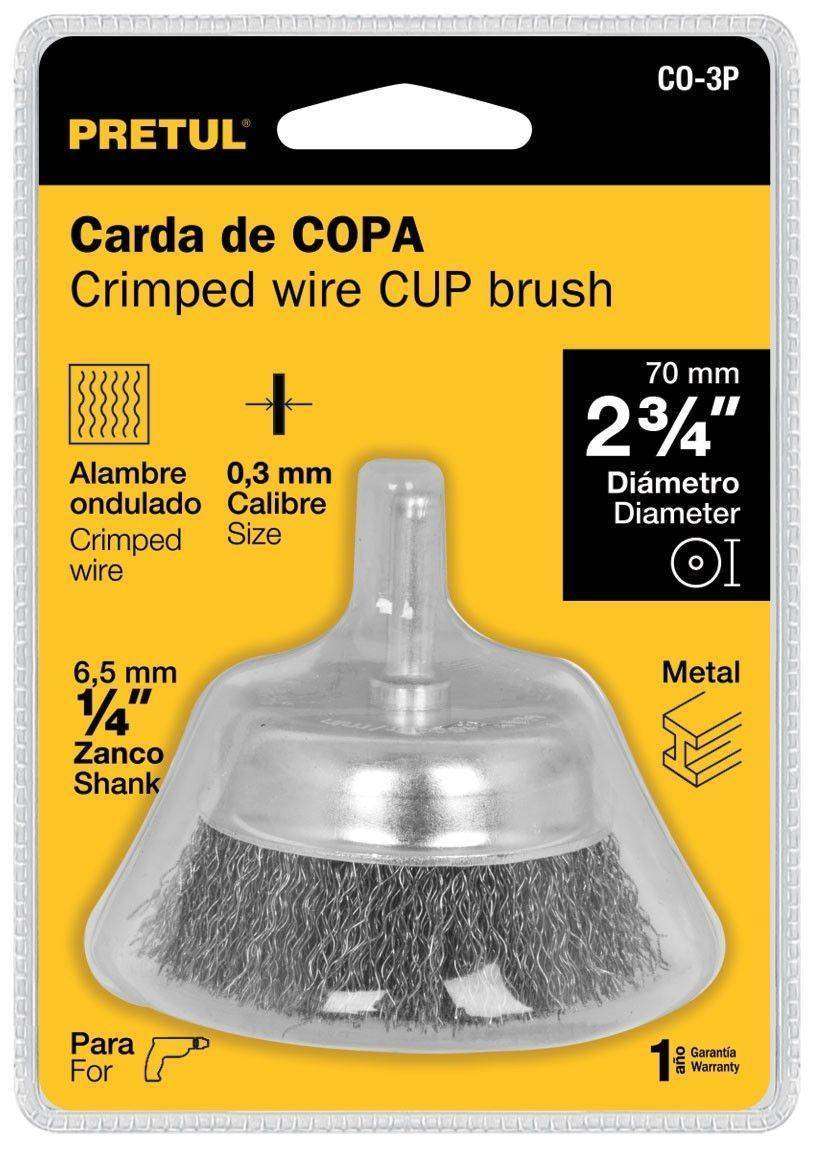 CO-3P
PRETUL®
Carda de COPA
Crimped wire CUP brush
70 mm
2 3/4"
Diámetro
Diameter
Alambre
ondulado
Crimped
wire
0,3 mm
Calibre
Size
6,5 mm
1/4"
Zanco
Shank
Metal
Para
For
1 año Garantía
Warranty